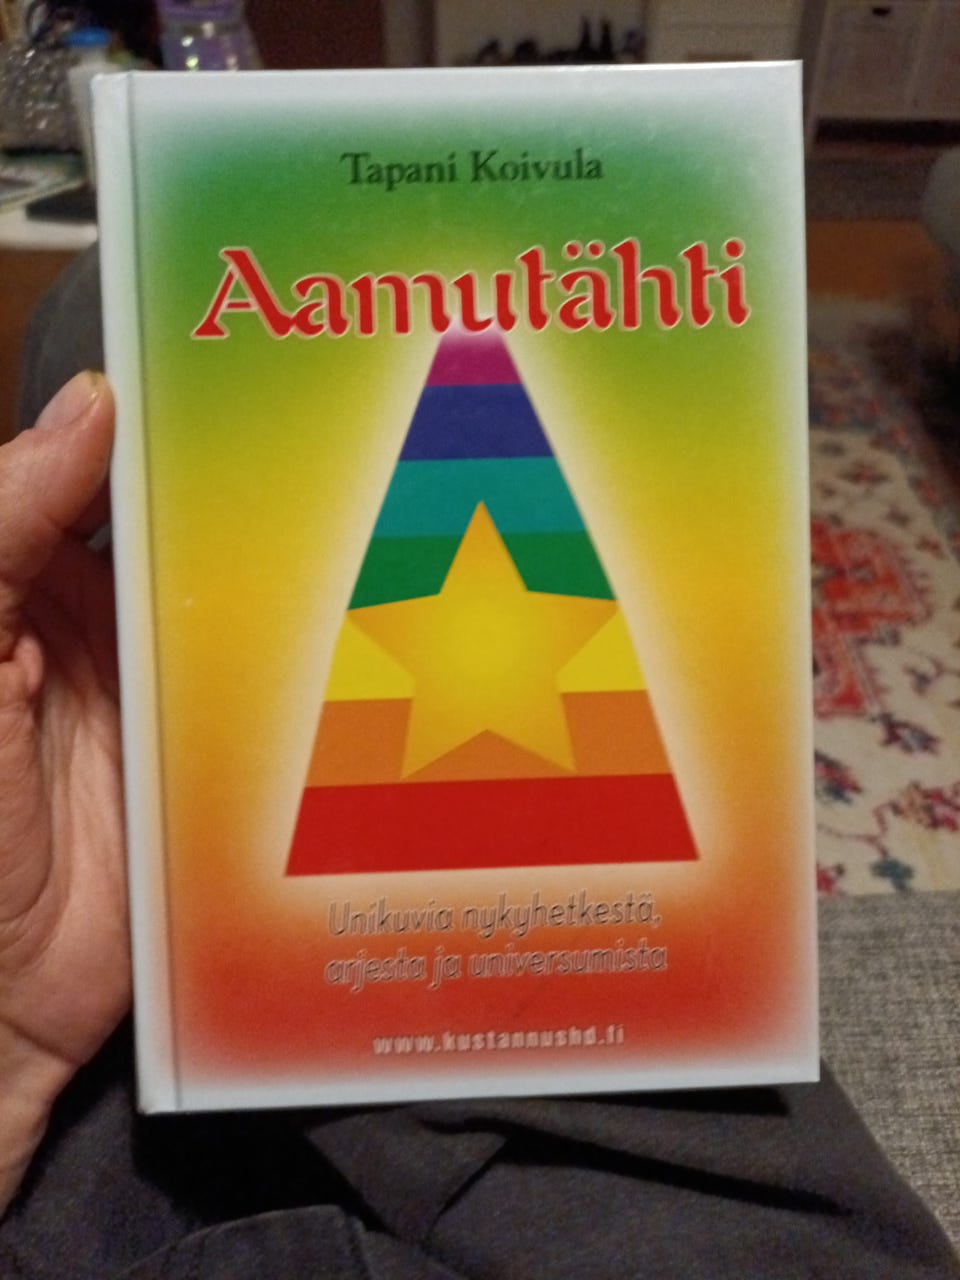 Tapani Koivula
Aamutähti
Unikuvia nykyhetkestä,
arjesta ja universumista
www.kustannushd.fi